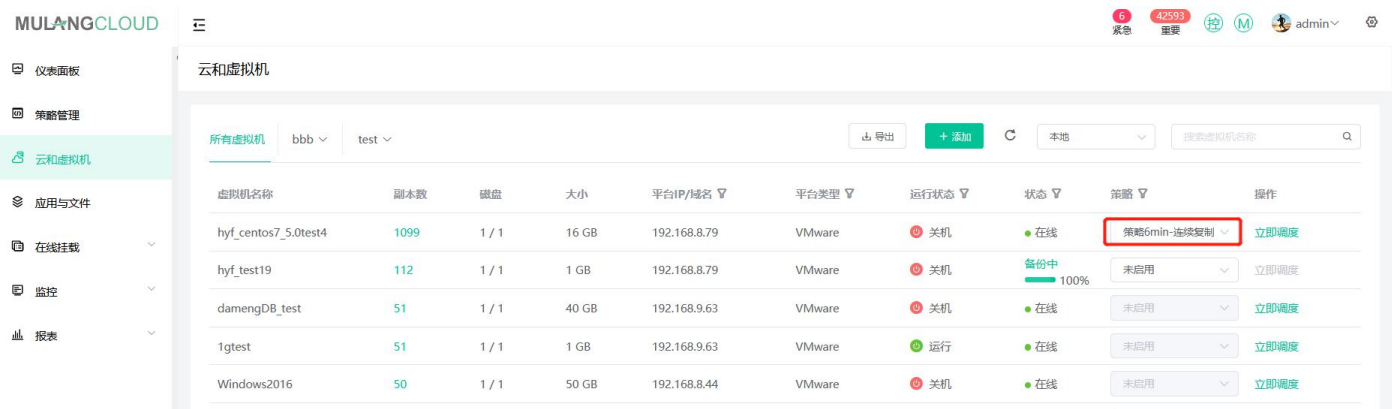 MULANGCLOUD
6
紧急
42593
重要
控
M
admin
仪表面板
策略管理
云和虚拟机
应用与文件
在线挂载
监控
报表
云和虚拟机
所有虚拟机 bbb test 导出 + 添加 本地 搜索虚拟机名称
虚拟机名称 副本数 磁盘 大小 平台IP/域名 平台类型 运行状态 状态 策略 操作
hyf_centos7_5.0test4 1099 1 / 1 16 GB 192.168.8.79 VMware 关机 在线 策略6min-连续复制 立即调度
hyf_test19 112 1 / 1 1 GB 192.168.8.79 VMware 关机 备份中 100% 未启用 立即调度
damengDB_test 51 1 / 1 40 GB 192.168.9.63 VMware 关机 在线 未启用 立即调度
1gtest 51 1 / 1 1 GB 192.168.9.63 VMware 运行 在线 未启用 立即调度
Windows2016 50 1 / 1 50 GB 192.168.8.44 VMware 关机 在线 未启用 立即调度